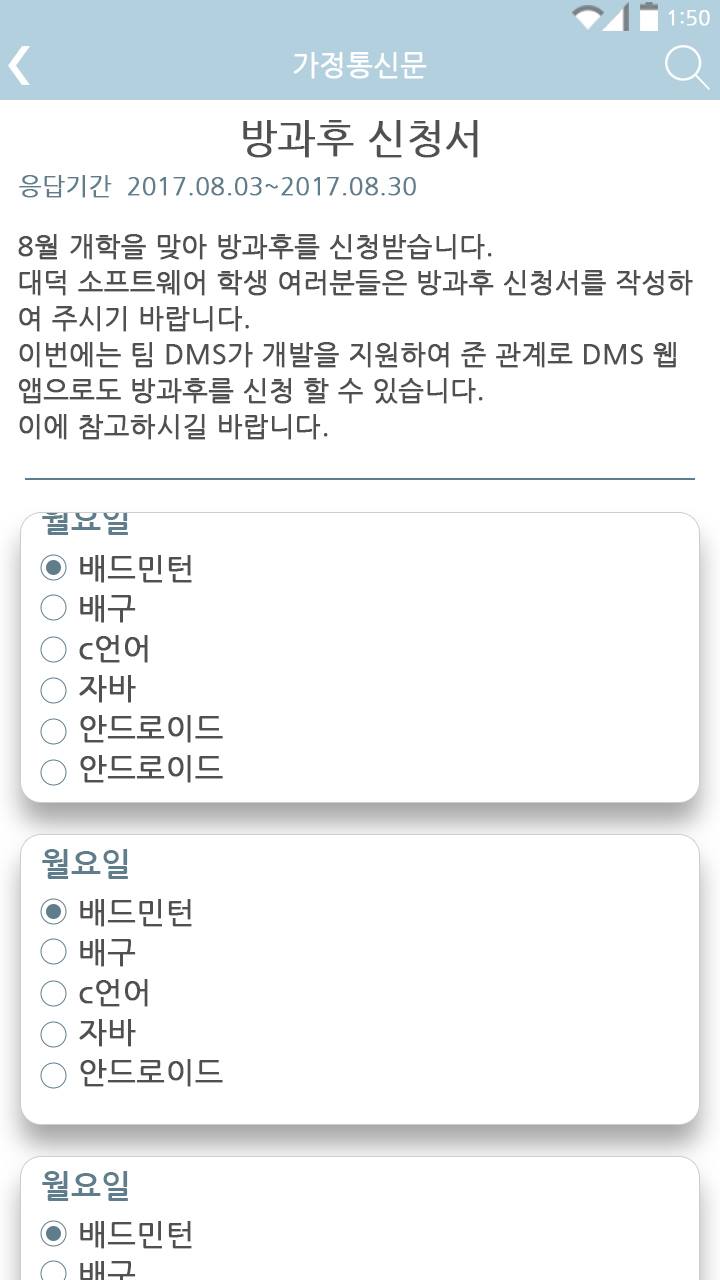 1:50
가정통신문
방과후 신청서
응답기간 2017.08.03~2017.08.30
8월 개학을 맞아 방과후를 신청받습니다.
대덕 소프트웨어 학생 여러분들은 방과후 신청서를 작성하
여 주시기 바랍니다.
이번에는 팀 DMS가 개발을 지원하여 준 관계로 DMS 웹
앱으로도 방과후를 신청 할 수 있습니다.
이에 참고하시길 바랍니다.
월요일
배드민턴
배구
c언어
자바
안드로이드
안드로이드
월요일
배드민턴
배구
c언어
자바
안드로이드
월요일
배드민턴
배구